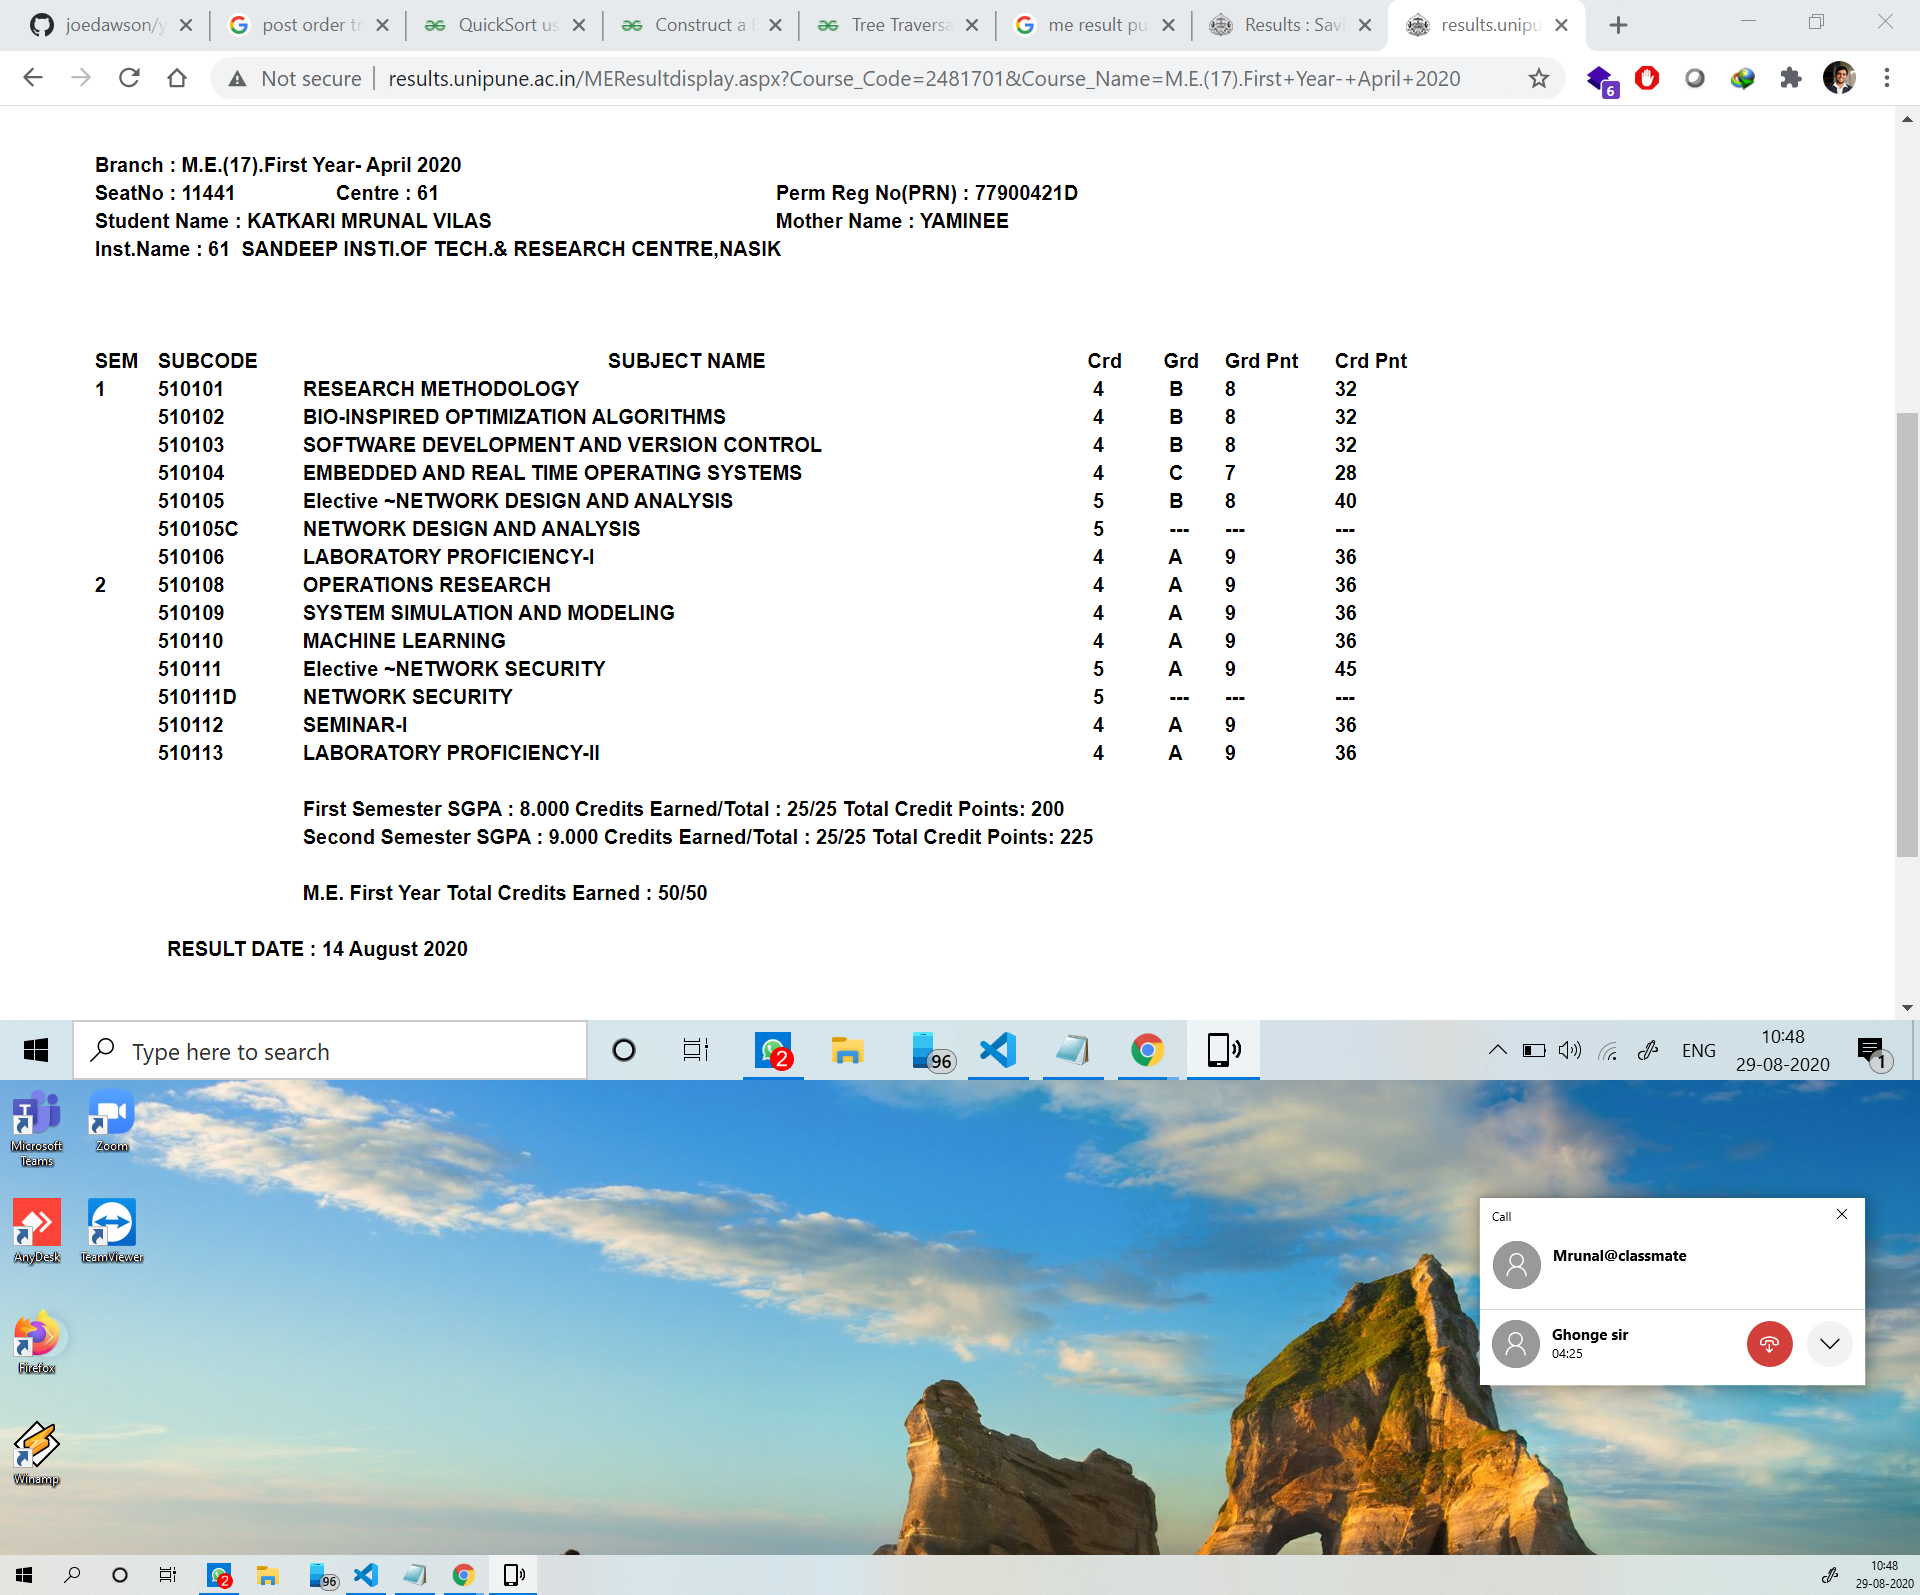 joedawson/y
post order tr
QuickSort us
Construct a
Tree Traversa
me result pu
Results : Savi
results.unipu
Not secure
results.unipune.ac.in/MEResultdisplay.aspx?Course_Code=2481701&Course_Name=M.E.(17).First+Year-+April+2020
6
Branch : M.E.(17).First Year- April 2020
SeatNo : 11441 Centre : 61 Perm Reg No(PRN) : 77900421D
Student Name : KATKARI MRUNAL VILAS Mother Name : YAMINEE
Inst.Name : 61 SANDEEP INSTI.OF TECH.& RESEARCH CENTRE,NASIK
SEM SUBCODE SUBJECT NAME Crd Grd Grd Pnt Crd Pnt
1 510101 RESEARCH METHODOLOGY 4 B 8 32
510102 BIO-INSPIRED OPTIMIZATION ALGORITHMS 4 B 8 32
510103 SOFTWARE DEVELOPMENT AND VERSION CONTROL 4 B 8 32
510104 EMBEDDED AND REAL TIME OPERATING SYSTEMS 4 C 7 28
510105 Elective ~NETWORK DESIGN AND ANALYSIS 5 B 8 40
510105C NETWORK DESIGN AND ANALYSIS 5 --- --- ---
510106 LABORATORY PROFICIENCY-I 4 A 9 36
2 510108 OPERATIONS RESEARCH 4 A 9 36
510109 SYSTEM SIMULATION AND MODELING 4 A 9 36
510110 MACHINE LEARNING 4 A 9 36
510111 Elective ~NETWORK SECURITY 5 A 9 45
510111D NETWORK SECURITY 5 --- --- ---
510112 SEMINAR-I 4 A 9 36
510113 LABORATORY PROFICIENCY-II 4 A 9 36
First Semester SGPA : 8.000 Credits Earned/Total : 25/25 Total Credit Points: 200
Second Semester SGPA : 9.000 Credits Earned/Total : 25/25 Total Credit Points: 225
M.E. First Year Total Credits Earned : 50/50
RESULT DATE : 14 August 2020
Type here to search
2
96
ENG
10:48
29-08-2020
1
Microsoft Teams
Zoom
AnyDesk
TeamViewer
Firefox
Winamp
Call
Mrunal@classmate
Ghonge sir
04:25
2
96
10:48
29-08-2020